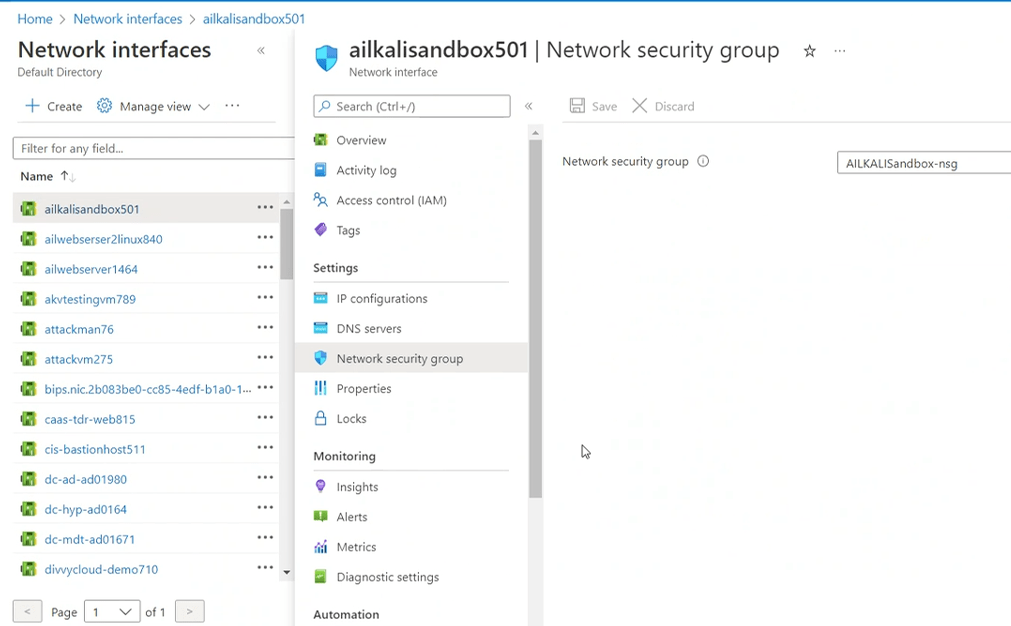 Home > Network interfaces > ailkalisandbox501
Network interfaces
Default Directory
«
+ Create Manage view ···
Filter for any field...
Name ↑↓
ailkalisandbox501 •••
ailwebserser2linux840 •••
ailwebserver1464 •••
akvtestingvm789 •••
attackman76 •••
attackvm275 •••
bips.nic.2b083be0-cc85-4edf-b1a0-1... •••
caas-tdr-web815 •••
cis-bastionhost511 •••
dc-ad-ad01980 •••
dc-hyp-ad0164 •••
dc-mdt-ad01671 •••
divvycloud-demo710 •••
< Page 1 of 1 >
ailkalisandbox501 | Network security group ☆ ···
Network interface
Search (Ctrl+/) «
Overview
Activity log
Access control (IAM)
Tags
Settings
IP configurations
DNS servers
Network security group
Properties
Locks
Monitoring
Insights
Alerts
Metrics
Diagnostic settings
Automation
Save Discard
Network security group AILKALISandbox-nsg